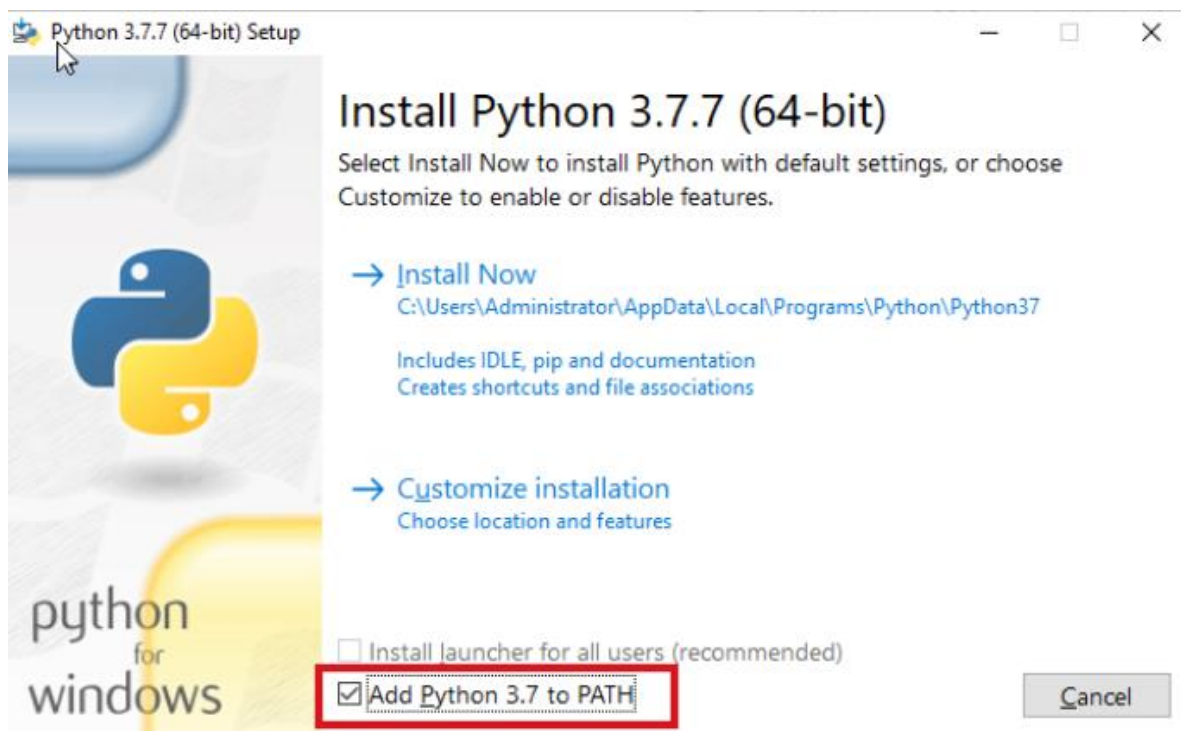 Python 3.7.7 (64-bit) Setup
Install Python 3.7.7 (64-bit)
Select Install Now to install Python with default settings, or choose
Customize to enable or disable features.
Install Now
C:\Users\Administrator\AppData\Local\Programs\Python\Python37
Includes IDLE, pip and documentation
Creates shortcuts and file associations
Customize installation
Choose location and features
python
for
windows
Install launcher for all users (recommended)
Add Python 3.7 to PATH
Cancel